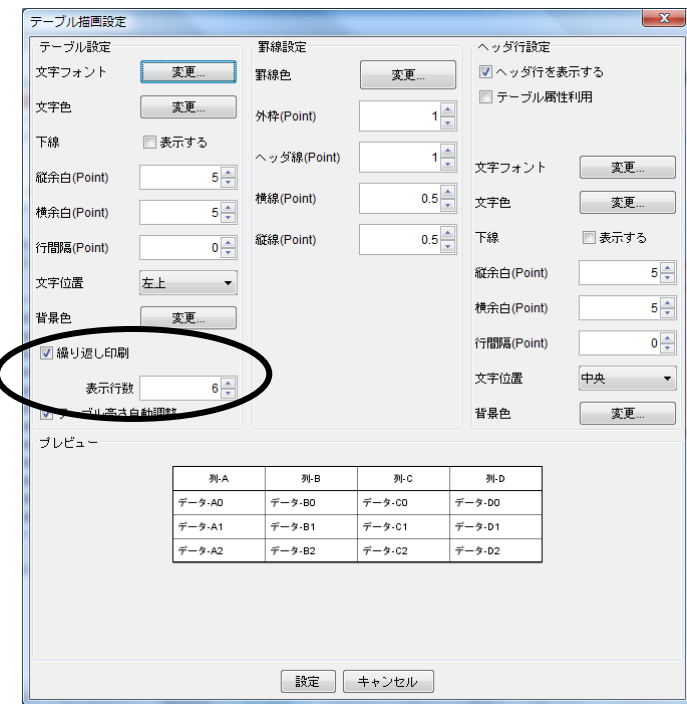 テーブル描画設定
テーブル設定
文字フォント 変更...
文字色 変更...
下線 表示する
縦余白(Point) 5
横余白(Point) 5
行間隔(Point) 0
文字位置 左上
背景色 変更...
繰り返し印刷
表示行数 6
テーブル高さ自動調整
罫線設定
罫線色 変更...
外枠(Point) 1
ヘッダ線(Point) 1
横線(Point) 0.5
縦線(Point) 0.5
ヘッダ行設定
ヘッダ行を表示する
テーブル属性利用
文字フォント 変更...
文字色 変更...
下線 表示する
縦余白(Point) 5
横余白(Point) 5
行間隔(Point) 0
文字位置 中央
背景色 変更...
プレビュー
列-A 列-B 列-C 列-D
データ-A0 データ-B0 データ-C0 データ-D0
データ-A1 データ-B1 データ-C1 データ-D1
データ-A2 データ-B2 データ-C2 データ-D2
設定 キャンセル